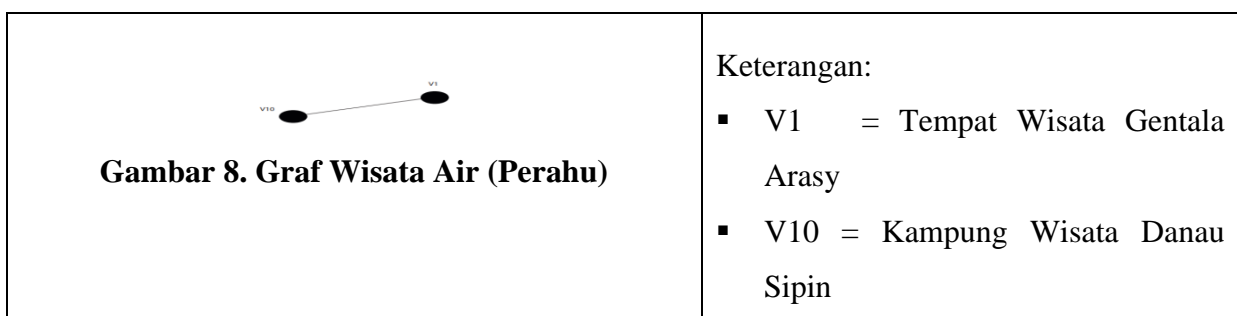 V1
V10
Gambar 8. Graf Wisata Air (Perahu)
Keterangan:
▪ V1 = Tempat Wisata Gentala
Arasy
▪ V10 = Kampung Wisata Danau
Sipin